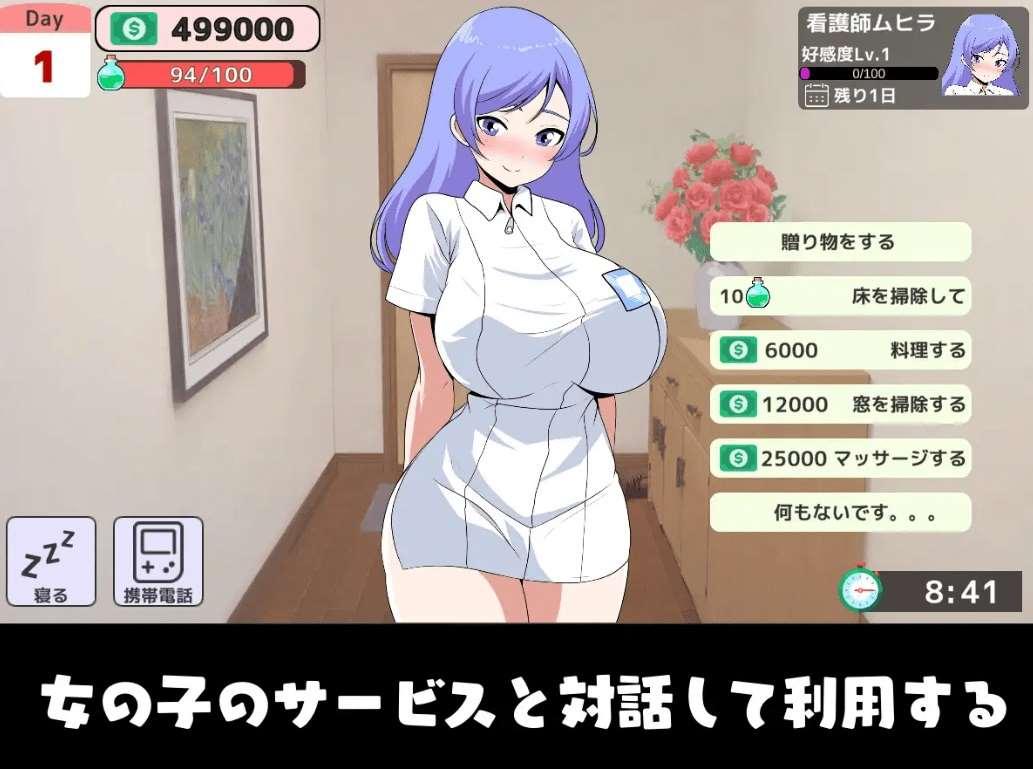 Day
1
499000
94/100
看護師ムヒラ
好感度Lv.1
0/100
残り1日
贈り物をする
10 床を掃除して
6000 料理する
12000 窓を掃除する
25000 マッサージする
何もないです。。。
zzz
寝る
携帯電話
8:41
女の子のサービスと対話して利用する